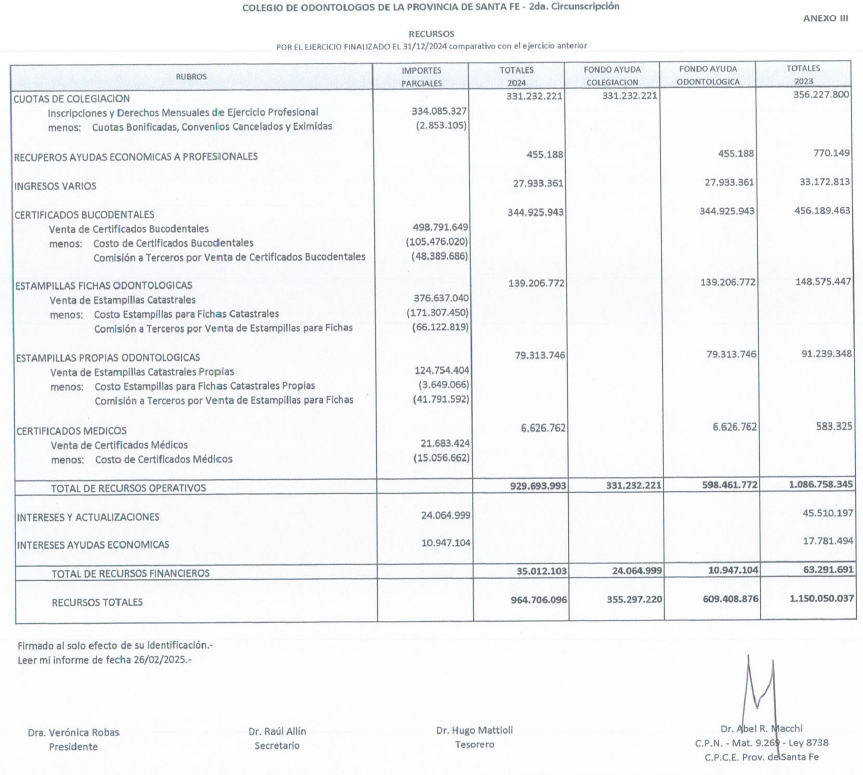 COLEGIO DE ODONTOLOGOS DE LA PROVINCIA DE SANTA FE - 2da. Circunscripción
ANEXO III
RECURSOS
POR EL EJERCICIO FINALIZADO EL 31/12/2024 comparativo con el ejercicio anterior
RUBROS IMPORTES PARCIALES TOTALES 2024 FONDO AYUDA COLEGIACION FONDO AYUDA ODONTOLOGICA TOTALES 2023
CUOTAS DE COLEGIACION 331.232.221 331.232.221 356.227.800
Inscripciones y Derechos Mensuales de Ejercicio Profesional 334.085.327
menos: Cuotas Bonificadas, Convenios Cancelados y Eximidas (2.853.105)
RECUPEROS AYUDAS ECONOMICAS A PROFESIONALES 455.188 455.188 770.149
INGRESOS VARIOS 27.933.361 27.933.361 33.172.813
CERTIFICADOS BUCODENTALES 344.925.943 344.925.943 456.189.463
Venta de Certificados Bucodentales 498.791.649
menos: Costo de Certificados Bucodentales (105.476.020)
Comisión a Terceros por Venta de Certificados Bucodentales (48.389.686)
ESTAMPILLAS FICHAS ODONTOLOGICAS 139.206.772 139.206.772 148.575.447
Venta de Estampillas Catastrales 376.637.040
menos: Costo Estampillas para Fichas Catastrales (171.307.450)
Comisión a Terceros por Venta de Estampillas para Fichas (66.122.819)
ESTAMPILLAS PROPIAS ODONTOLOGICAS 79.313.746 79.313.746 91.239.348
Venta de Estampillas Catastrales Propias 124.754.404
menos: Costo Estampillas para Fichas Catastrales Propias (3.649.066)
Comisión a Terceros por Venta de Estampillas para Fichas (41.791.592)
CERTIFICADOS MEDICOS 6.626.762 6.626.762 583.325
Venta de Certificados Médicos 21.683.424
menos: Costo de Certificados Médicos (15.056.662)
TOTAL DE RECURSOS OPERATIVOS 929.693.993 331.232.221 598.461.772 1.086.758.345
INTERESES Y ACTUALIZACIONES 24.064.999 45.510.197
INTERESES AYUDAS ECONOMICAS 10.947.104 17.781.494
TOTAL DE RECURSOS FINANCIEROS 35.012.103 24.064.999 10.947.104 63.291.691
RECURSOS TOTALES 964.706.096 355.297.220 609.408.876 1.150.050.037
Firmado al solo efecto de su identificación.-
Leer mi informe de fecha 26/02/2025.-
Dra. Verónica Robas Dr. Raúl Allín Dr. Hugo Mattioli Dr. Abel R. Macchi
Presidente Secretario Tesorero C.P.N. - Mat. 9.269 - Ley 8738
C.P.C.E. Prov. de Santa Fe